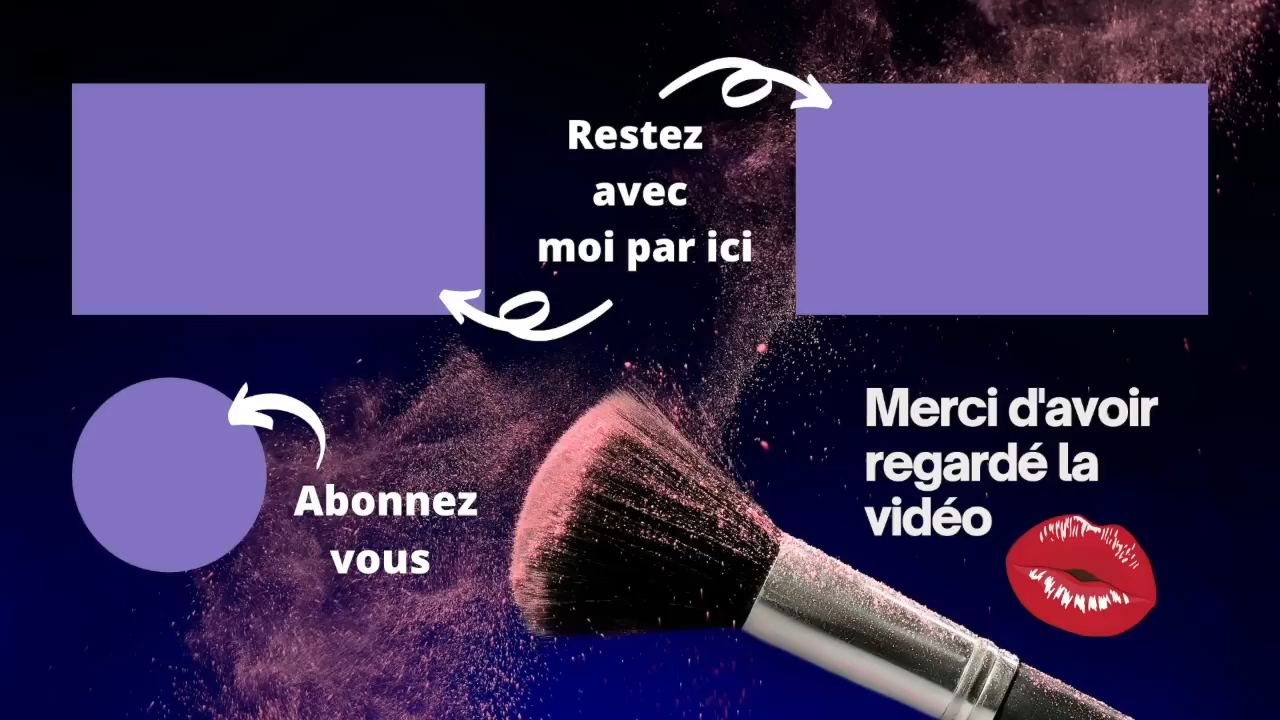 Restez
avec
moi par ici
Abonnez
vous
Merci d'avoir
regardé la
vidéo